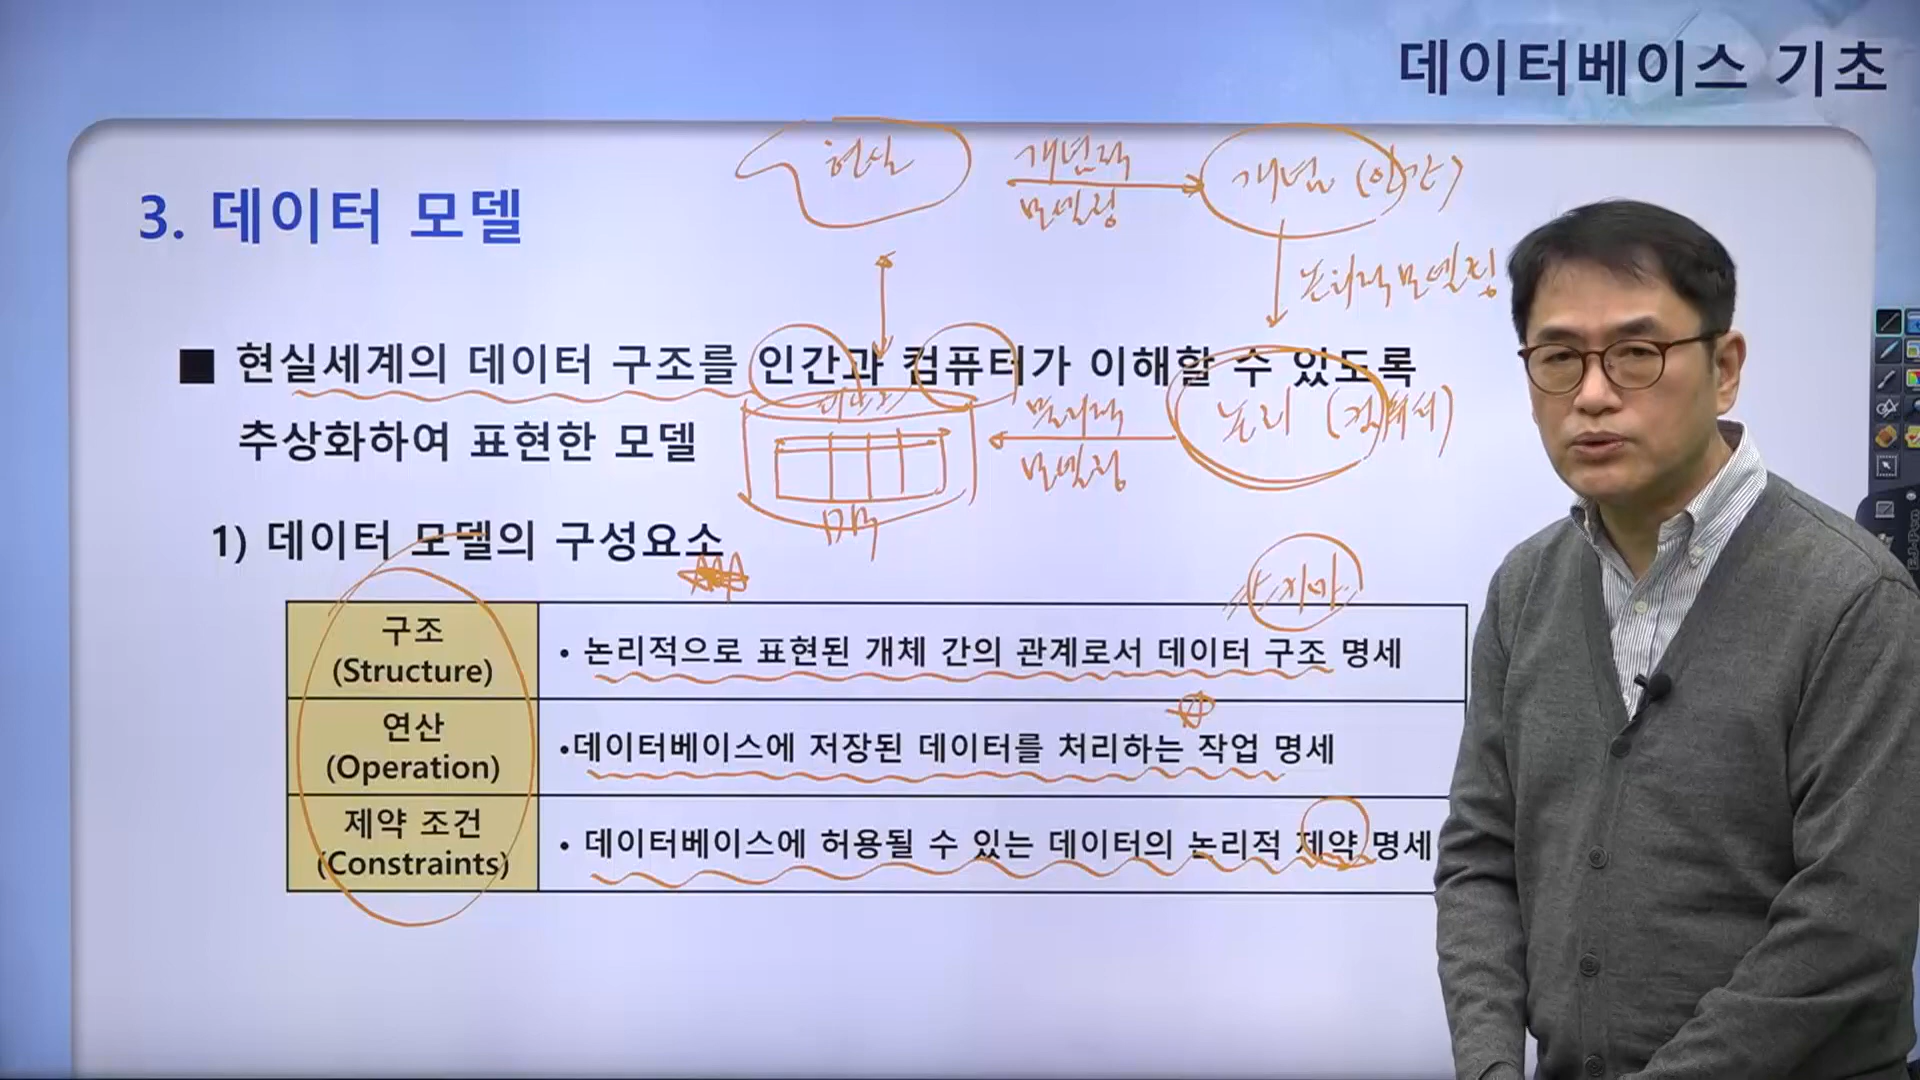 데이터베이스 기초
현실
개념적
모델링
개념 (인간)
3. 데이터 모델
논리적 모델링
■ 현실세계의 데이터 구조를 인간과 컴퓨터가 이해할 수 있도록
추상화하여 표현한 모델
물리적
모델링
논리 (컴퓨터)
DB
1) 데이터 모델의 구성요소
스키마
구조
(Structure)
• 논리적으로 표현된 개체 간의 관계로서 데이터 구조 명세
연산
(Operation)
•데이터베이스에 저장된 데이터를 처리하는 작업 명세
제약 조건
(Constraints)
• 데이터베이스에 허용될 수 있는 데이터의 논리적 제약 명세